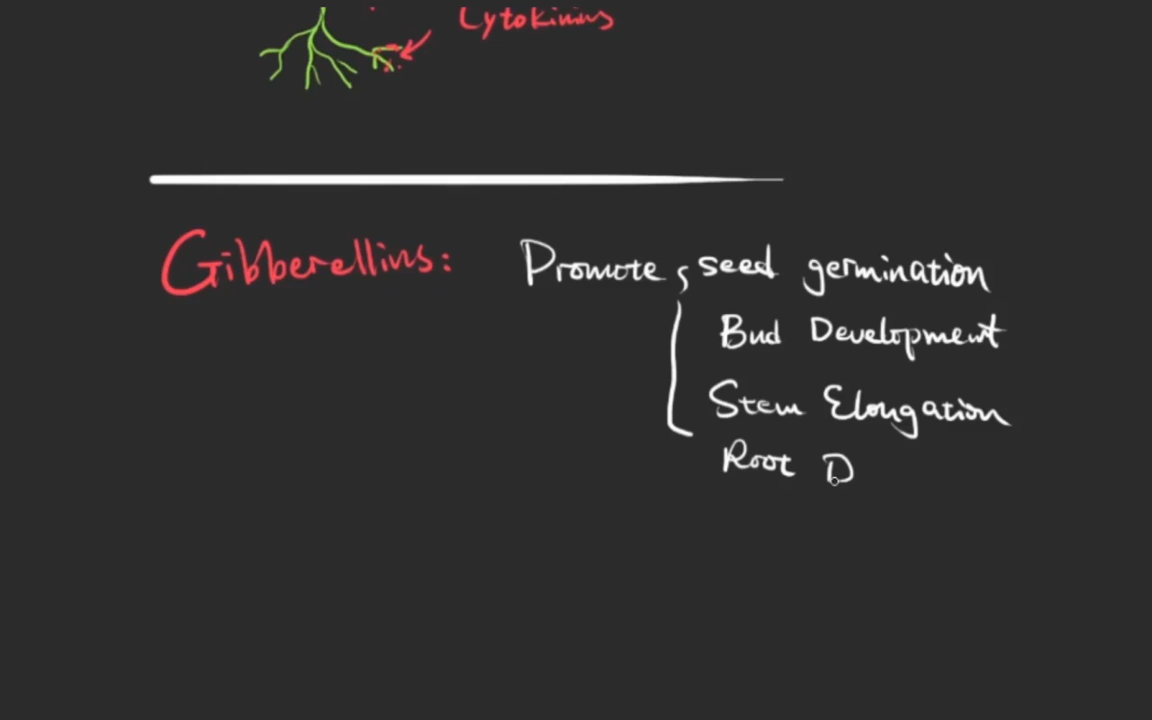 Cytokinins
Gibberellins: Promote seed germination
Bud Development
Stem Elongation
Root D